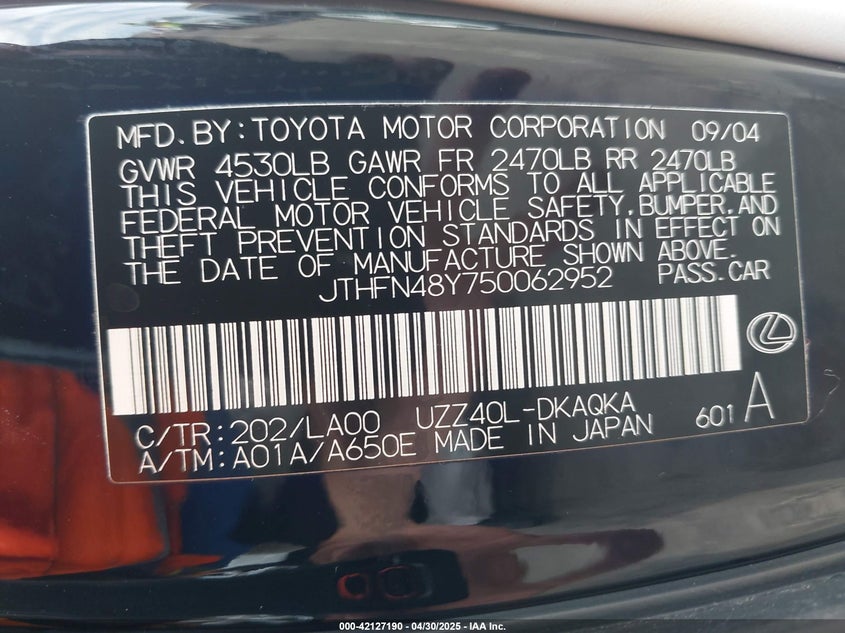 MFD. BY: TOYOTA MOTOR CORPORATION 09/04
GVWR 4530LB GAWR FR 2470LB RR 2470LB
THIS VEHICLE CONFORMS TO ALL APPLICABLE
FEDERAL MOTOR VEHICLE SAFETY, BUMPER, AND
THEFT PREVENTION STANDARDS IN EFFECT ON
THE DATE OF MANUFACTURE SHOWN ABOVE.
JTHFN48Y750062952 PASS. CAR
C/TR: 202/LA00 UZZ40L-DKAQKA
A/TM: A01A/A650E MADE IN JAPAN 601 A
000-42127190 - 04/30/2025 - IAA Inc.